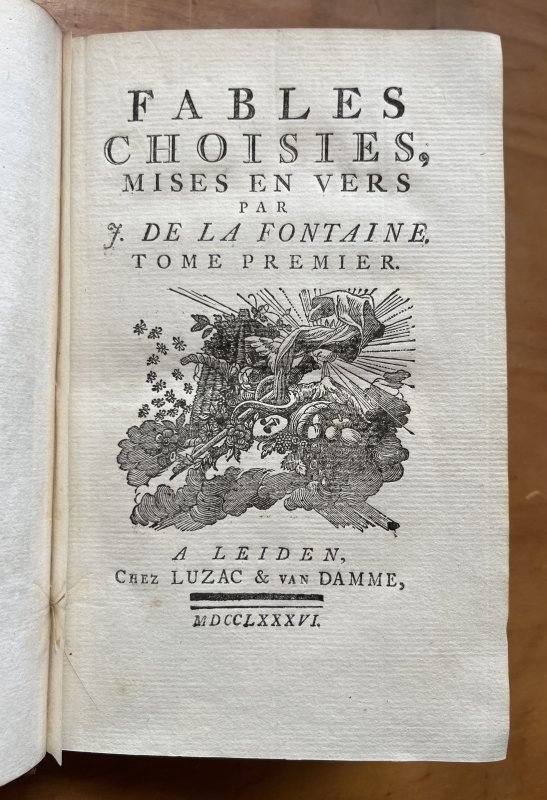 FABLES
CHOISIES,
MISES EN VERS
PAR
J. DE LA FONTAINE.
TOME PREMIER.
A LEIDEN,
CHEZ LUZAC & VAN DAMME,
MDCCLXXXVI.